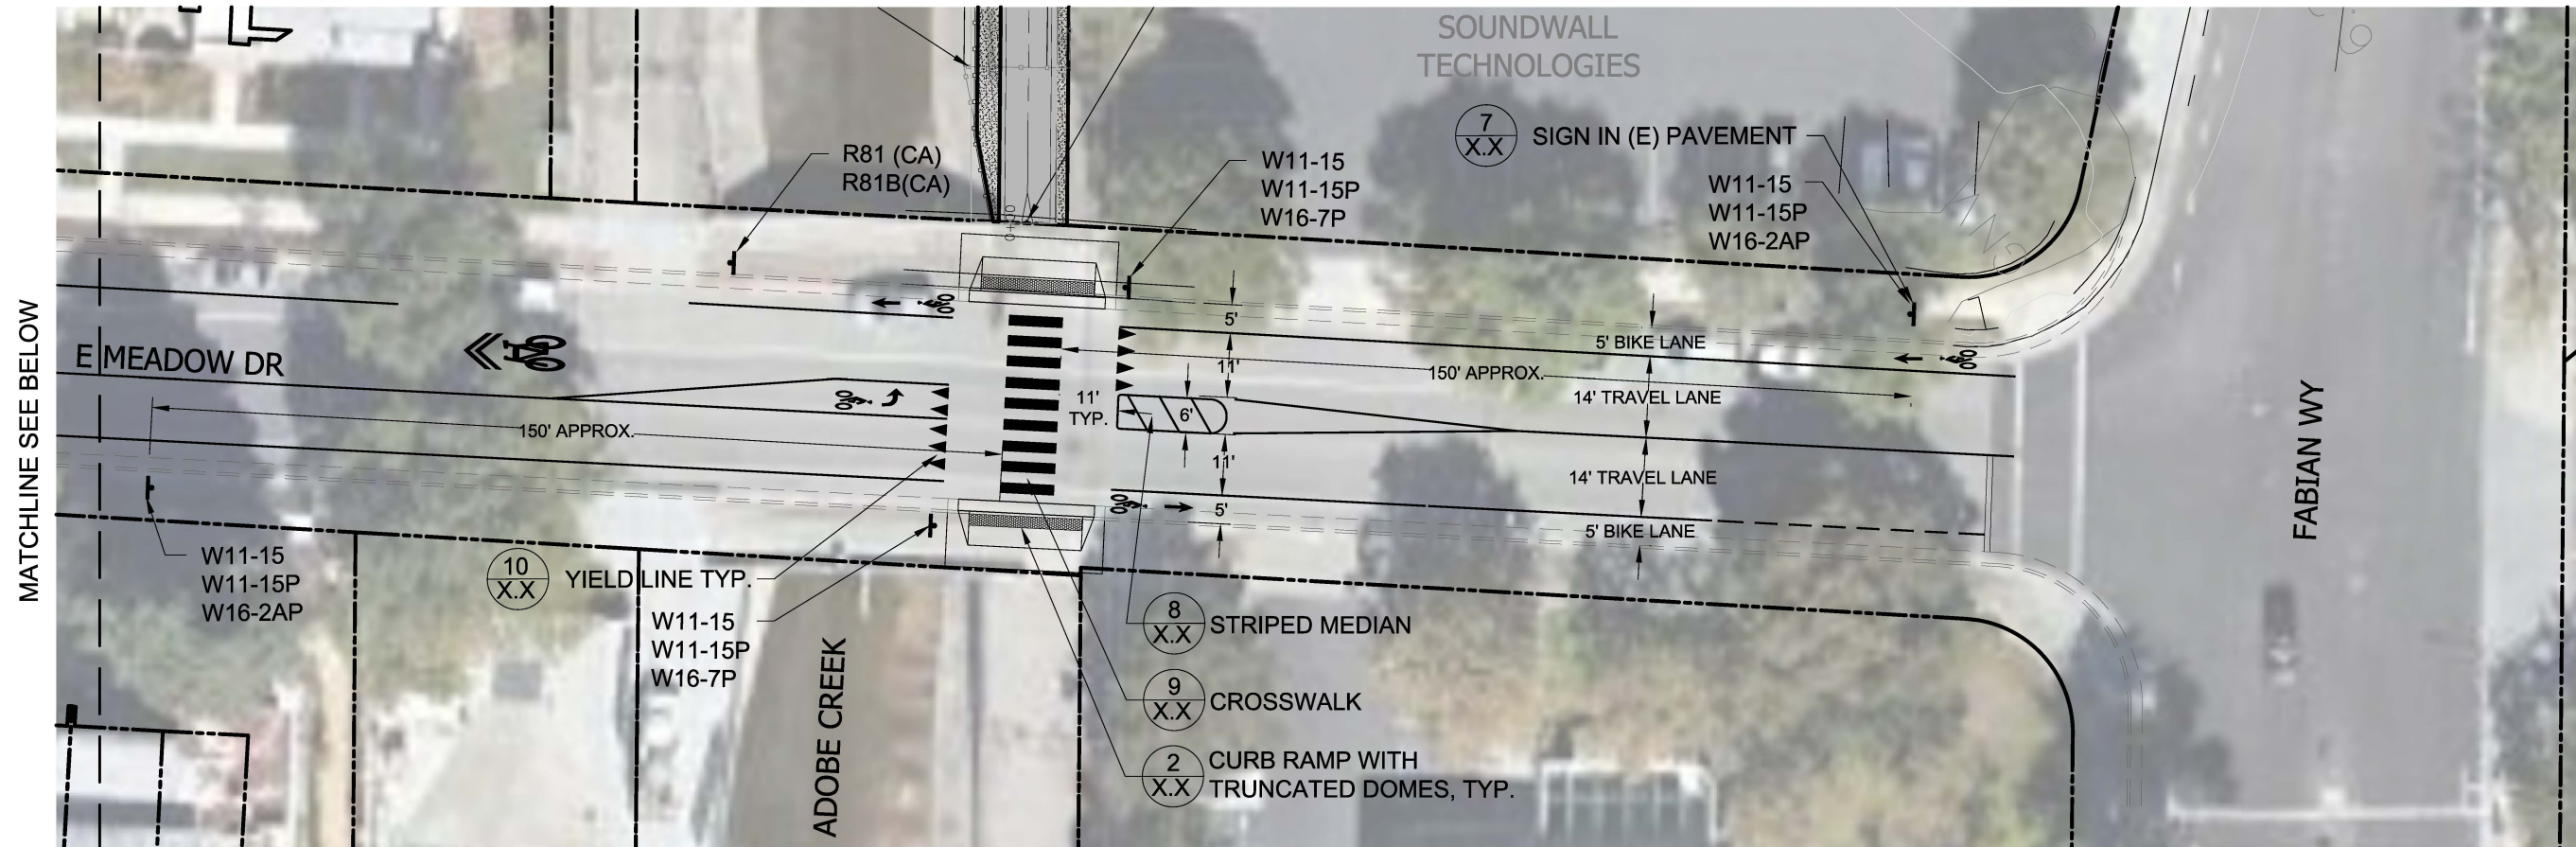 SOUNDWALL
TECHNOLOGIES
7
X.X
SIGN IN (E) PAVEMENT
R81 (CA)
R81B(CA)
W11-15
W11-15P
W16-7P
W11-15
W11-15P
W16-2AP
0+10
5'
5' BIKE LANE
11'
150' APPROX.
14' TRAVEL LANE
E MEADOW DR
MATCHLINE SEE BELOW
11'
TYP.
6'
150' APPROX.
11'
14' TRAVEL LANE
5'
5' BIKE LANE
FABIAN WY
W11-15
W11-15P
W16-2AP
10
X.X
YIELD LINE TYP.
W11-15
W11-15P
W16-7P
ADOBE CREEK
8
X.X
STRIPED MEDIAN
9
X.X
CROSSWALK
2
X.X
CURB RAMP WITH
TRUNCATED DOMES, TYP.